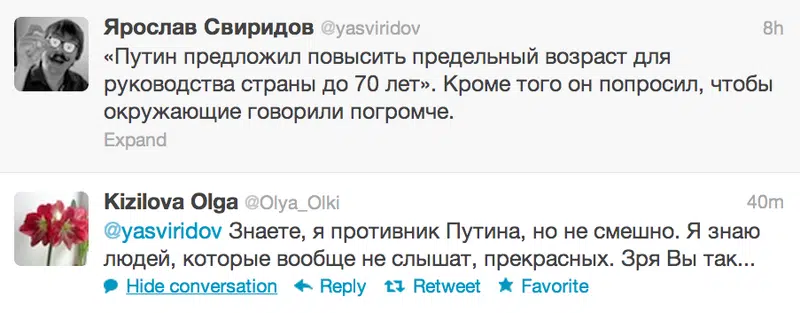 Ярослав Свиридов @yasviridov 8h
«Путин предложил повысить предельный возраст для
руководства страны до 70 лет». Кроме того он попросил, чтобы
окружающие говорили погромче.
Expand
Kizilova Olga @Olya_Olki 40m
@yasviridov Знаете, я противник Путина, но не смешно. Я знаю
людей, которые вообще не слышат, прекрасных. Зря Вы так...
Hide conversation Reply Retweet Favorite